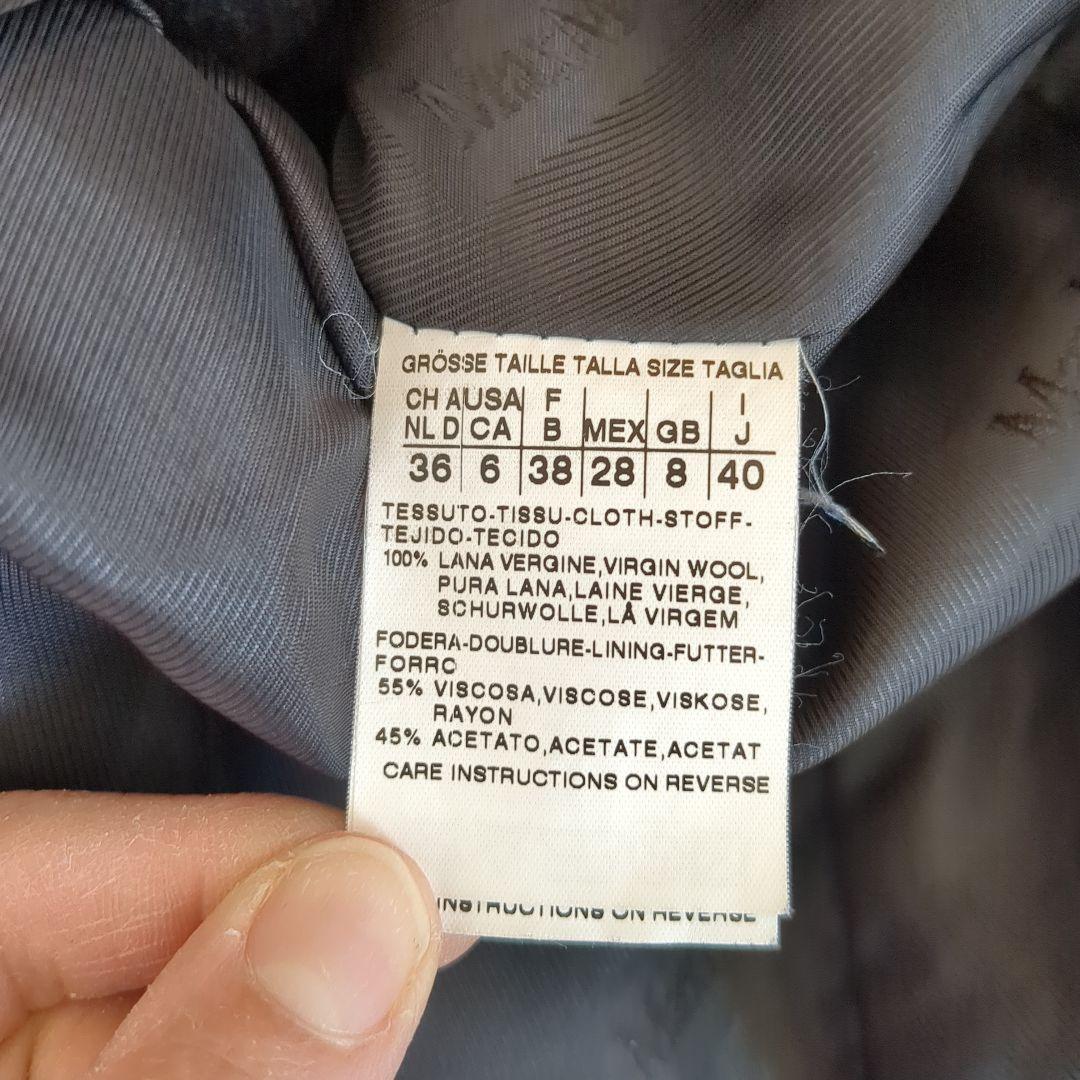 GRÖSSE TAILLE TALLA SIZE TAGLIA
CH A USA F I
NL D CA B MEX GB J
36 6 38 28 8 40
TESSUTO-TISSU-CLOTH-STOFF-
TEJIDO-TECIDO
100% LANA VERGINE,VIRGIN WOOL,
PURA LANA,LAINE VIERGE,
SCHURWOLLE,LÃ VIRGEM
FODERA-DOUBLURE-LINING-FUTTER-
FORRO
55% VISCOSA,VISCOSE,VISKOSE,
RAYON
45% ACETATO,ACETATE,ACETAT
CARE INSTRUCTIONS ON REVERSE
INSTRUCTIONS ON REVERSE